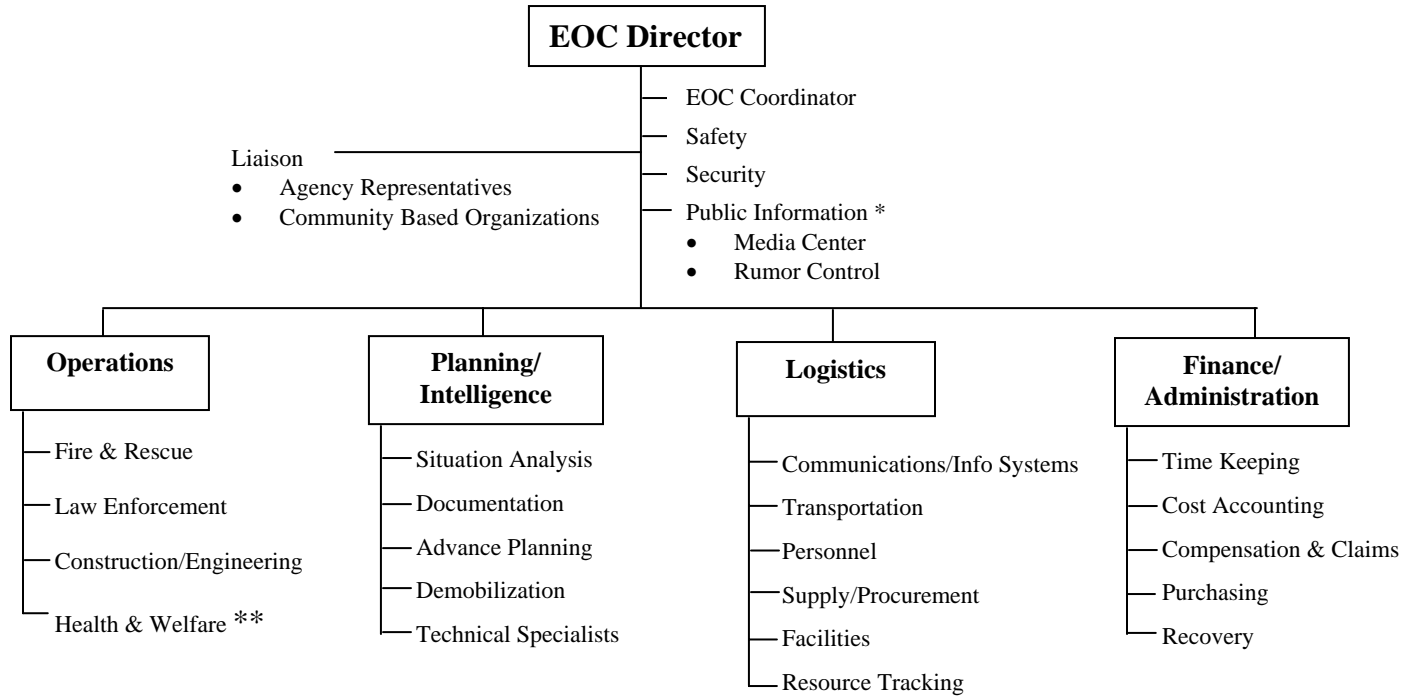 EOC Director
EOC Coordinator
Safety
Security
Public Information *
• Media Center
• Rumor Control
Liaison
• Agency Representatives
• Community Based Organizations
Operations
Fire & Rescue
Law Enforcement
Construction/Engineering
Health & Welfare **
Planning/
Intelligence
Situation Analysis
Documentation
Advance Planning
Demobilization
Technical Specialists
Logistics
Communications/Info Systems
Transportation
Personnel
Supply/Procurement
Facilities
Resource Tracking
Finance/
Administration
Time Keeping
Cost Accounting
Compensation & Claims
Purchasing
Recovery